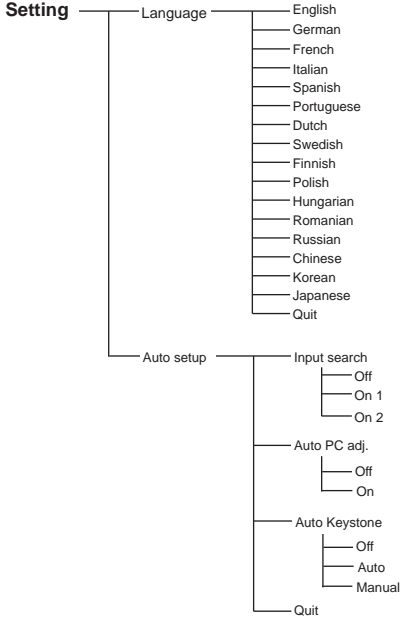 Setting
Language
English
German
French
Italian
Spanish
Portuguese
Dutch
Swedish
Finnish
Polish
Hungarian
Romanian
Russian
Chinese
Korean
Japanese
Quit
Auto setup
Input search
Off
On 1
On 2
Auto PC adj.
Off
On
Auto Keystone
Off
Auto
Manual
Quit